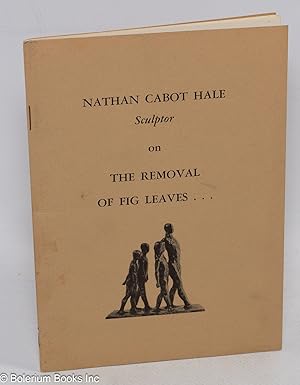 NATHAN CABOT HALE
Sculptor
on
THE REMOVAL
OF FIG LEAVES . . .
© Bolerium Books Inc